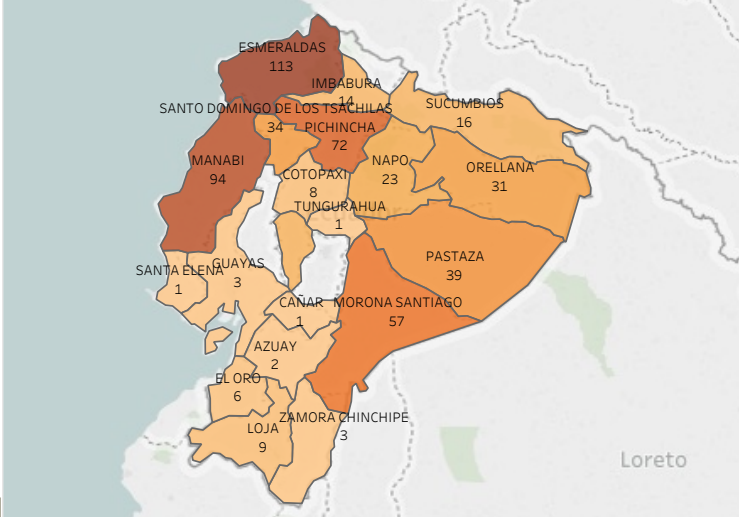 ESMERALDAS
113
IMBABURA
14
SANTO DOMINGO DE LOS TSÁCHILAS
34
SUCUMBIOS
16
PICHINCHA
72
MANABI
94
NAPO
23
ORELLANA
31
COTOPAXI
8
TUNGURAHUA
1
Ecuador
PASTAZA
39
SANTA ELENA
1
GUAYAS
3
CAÑAR
1
MORONA SANTIAGO
57
AZUAY
2
EL ORO
6
LOJA
9
ZAMORA CHINCHIPE
3
Loreto